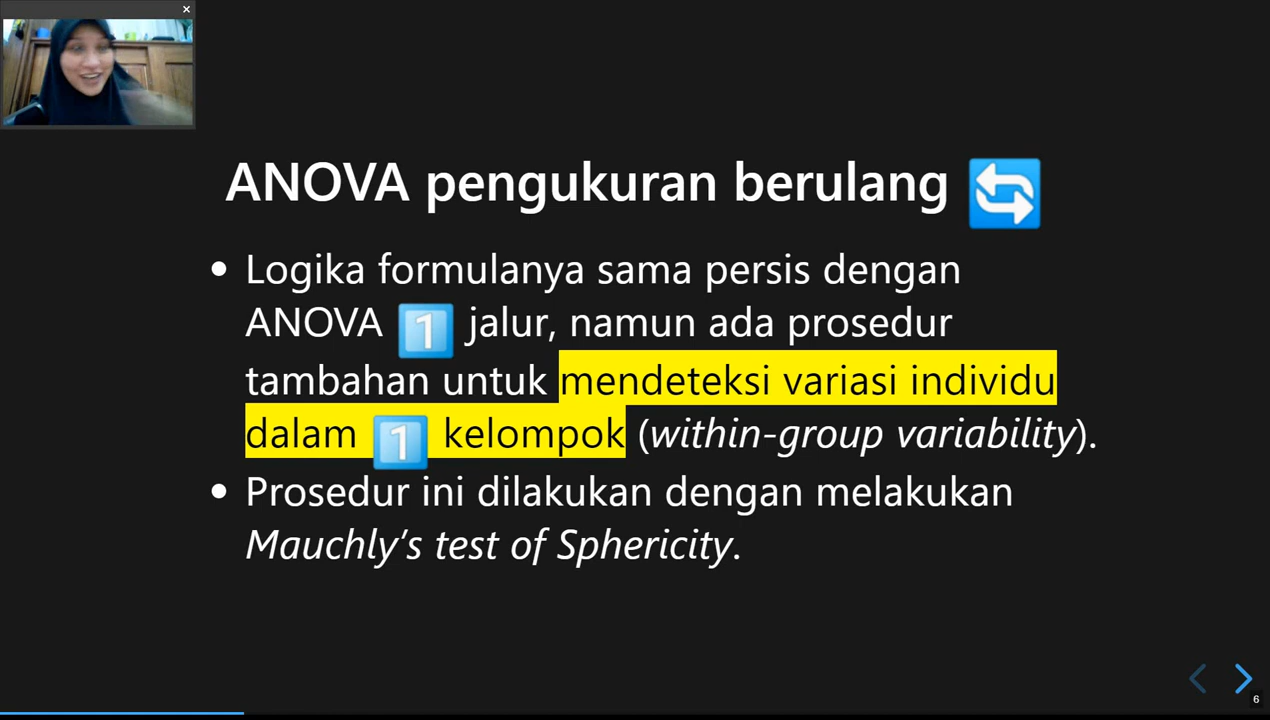 ANOVA pengukuran berulang 🔄
• Logika formulanya sama persis dengan
ANOVA 1️⃣ jalur, namun ada prosedur
tambahan untuk mendeteksi variasi individu
dalam 1️⃣ kelompok (within-group variability).
• Prosedur ini dilakukan dengan melakukan
Mauchly’s test of Sphericity.
6